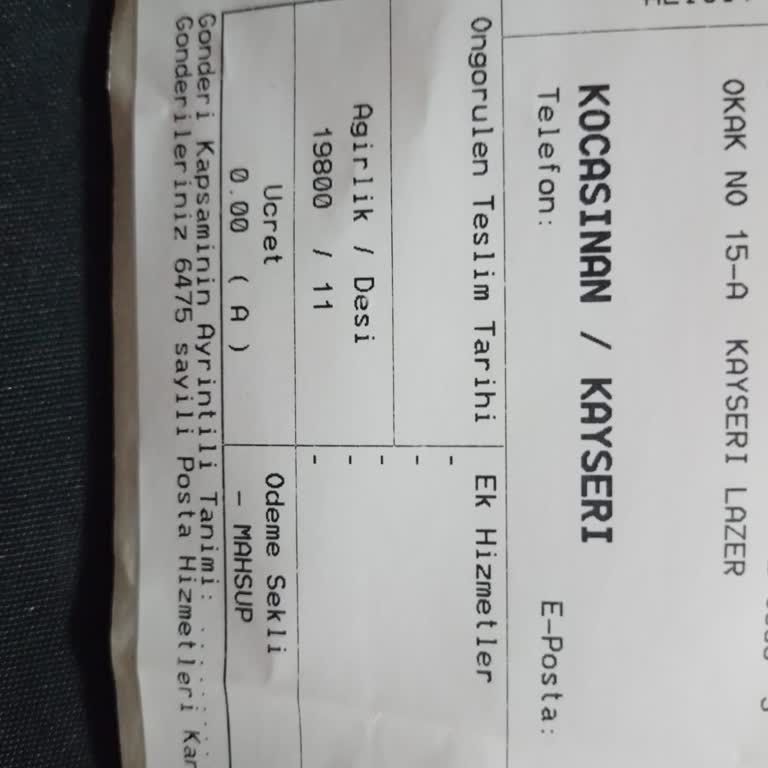 OKAK NO 15-A KAYSERI LAZER
KOCASINAN / KAYSERI
Telefon: E-Posta:
Ongorulen Teslim Tarihi
Ek Hizmetler
-
-
-
-
-
Agirlik / Desi
19800 / 11
Ucret
0.00 ( A )
Odeme Sekli
- MAHSUP
Gonderi Kapsaminin Ayrintili Tanimi: . . . . . . .
Gonderileriniz 6475 sayili Posta Hizmetleri Kan